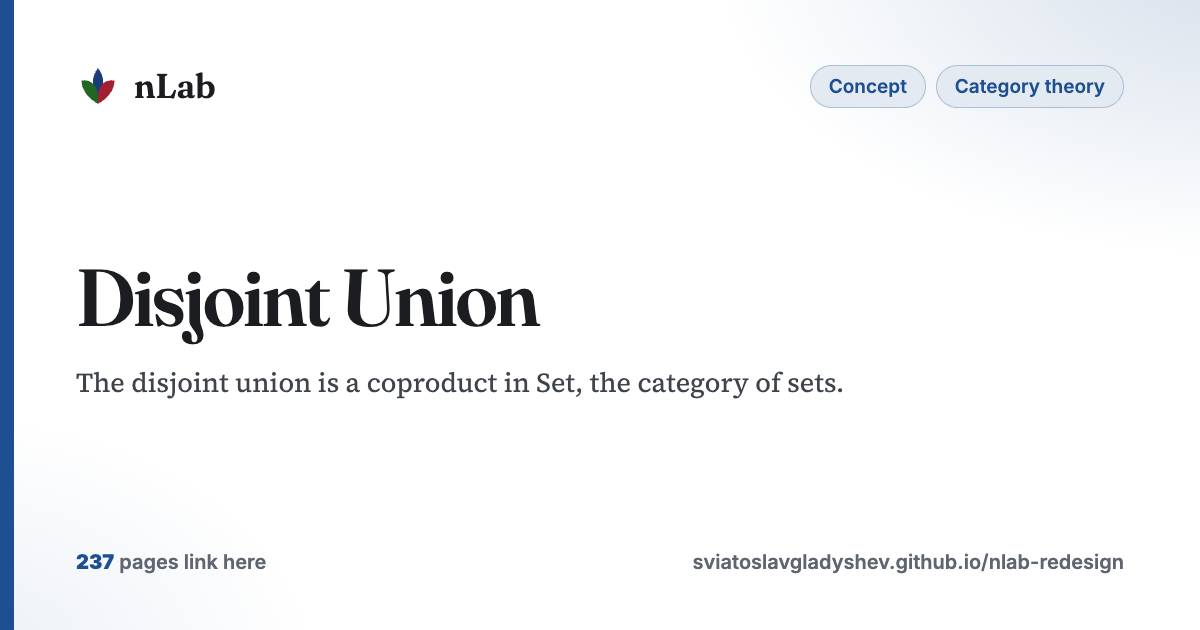 nLab
Concept
Category theory
Disjoint Union
The disjoint union is a coproduct in Set, the category of sets.
237 pages link here
sviatoslavgladyshev.github.io/nlab-redesign